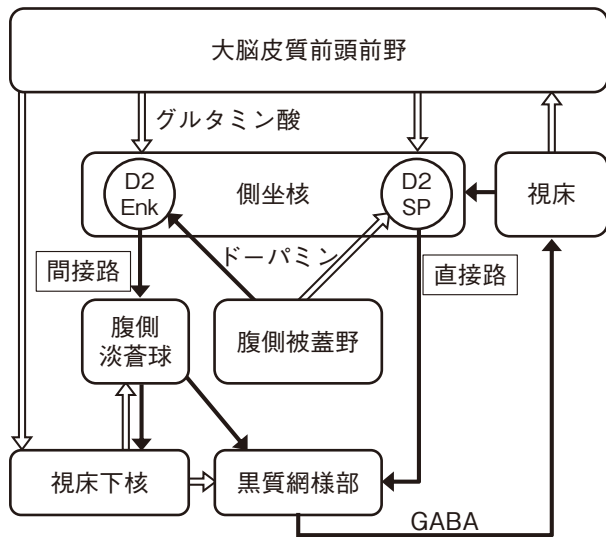 大脳皮質前頭前野
グルタミン酸
D2
Enk
側坐核
D2
SP
視床
ドーパミン
間接路
直接路
腹側
淡蒼球
腹側被蓋野
視床下核
黒質網様部
GABA